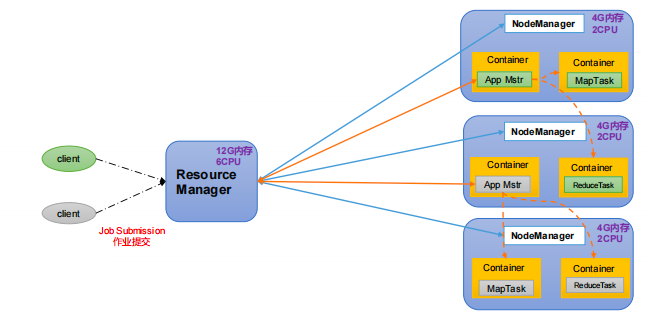 client
client
Job Submission
作业提交
12G内存
6CPU
Resource
Manager
NodeManager
4G内存
2CPU
Container
App Mstr
Container
MapTask
NodeManager
4G内存
2CPU
Container
App Mstr
Container
ReduceTask
NodeManager
4G内存
2CPU
Container
MapTask
Container
ReduceTask